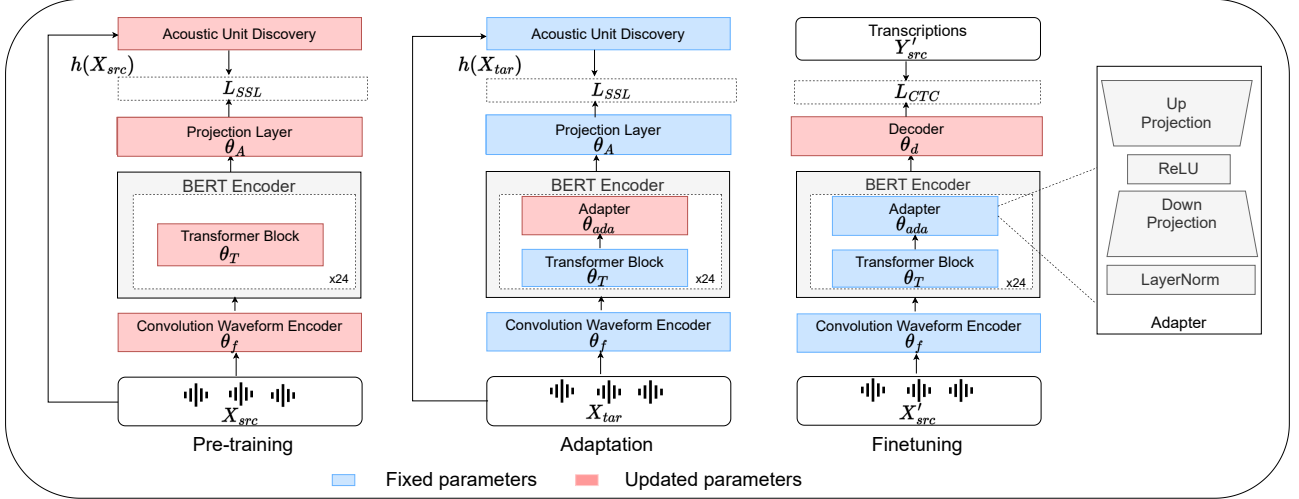 Acoustic Unit Discovery
h(X_src)
L_SSL
Projection Layer
θ_A
BERT Encoder
Transformer Block
θ_T
x24
Convolution Waveform Encoder
θ_f
X_src
Pre-training
Acoustic Unit Discovery
h(X_tar)
L_SSL
Projection Layer
θ_A
BERT Encoder
Adapter
θ_ada
Transformer Block
θ_T
x24
Convolution Waveform Encoder
θ_f
X_tar
Adaptation
Transcriptions
Y'_src
L_CTC
Decoder
θ_d
BERT Encoder
Adapter
θ_ada
Transformer Block
θ_T
x24
Convolution Waveform Encoder
θ_f
X'_src
Finetuning
Up
Projection
ReLU
Down
Projection
LayerNorm
Adapter
Fixed parameters
Updated parameters